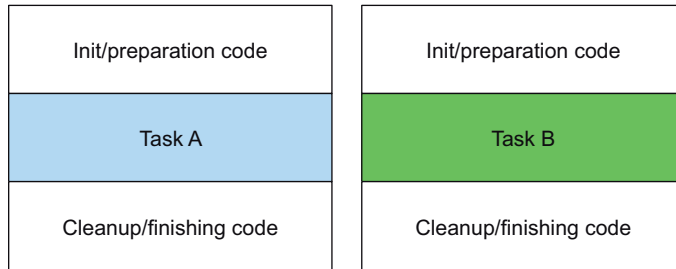 Init/preparation code
Task A
Cleanup/finishing code
Init/preparation code
Task B
Cleanup/finishing code